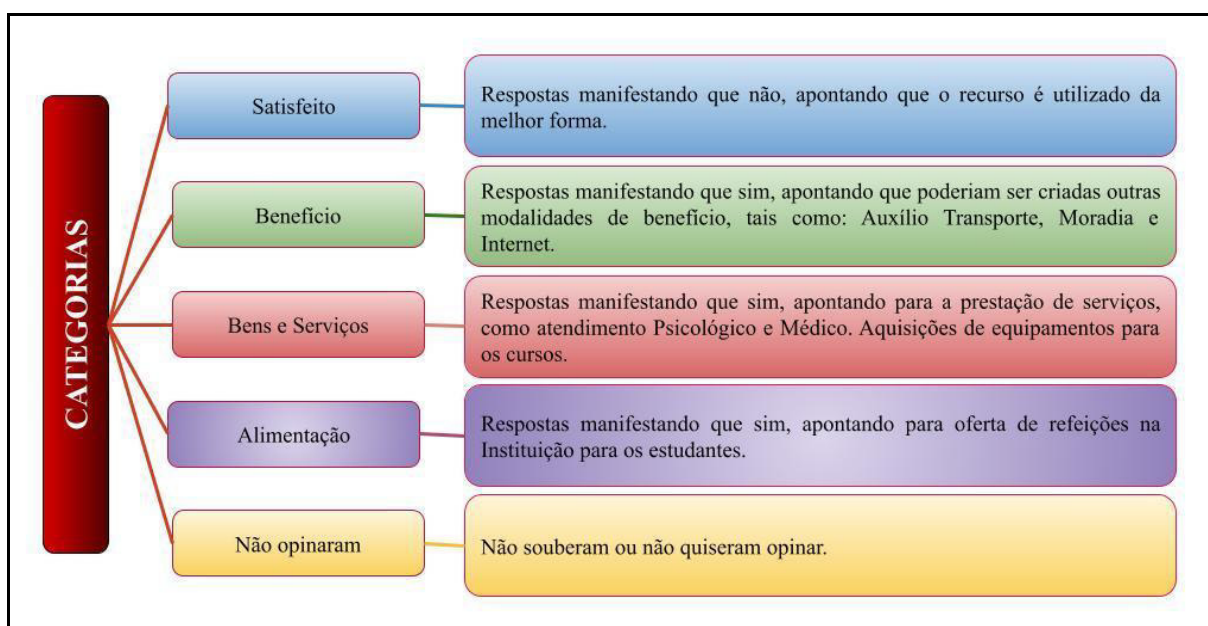 CATEGORIAS
Satisfeito
Respostas manifestando que não, apontando que o recurso é utilizado da
melhor forma.
Benefício
Respostas manifestando que sim, apontando que poderiam ser criadas outras
modalidades de benefício, tais como: Auxílio Transporte, Moradia e
Internet.
Bens e Serviços
Respostas manifestando que sim, apontando para a prestação de serviços,
como atendimento Psicológico e Médico. Aquisições de equipamentos para
os cursos.
Alimentação
Respostas manifestando que sim, apontando para oferta de refeições na
Instituição para os estudantes.
Não opinaram
Não souberam ou não quiseram opinar.